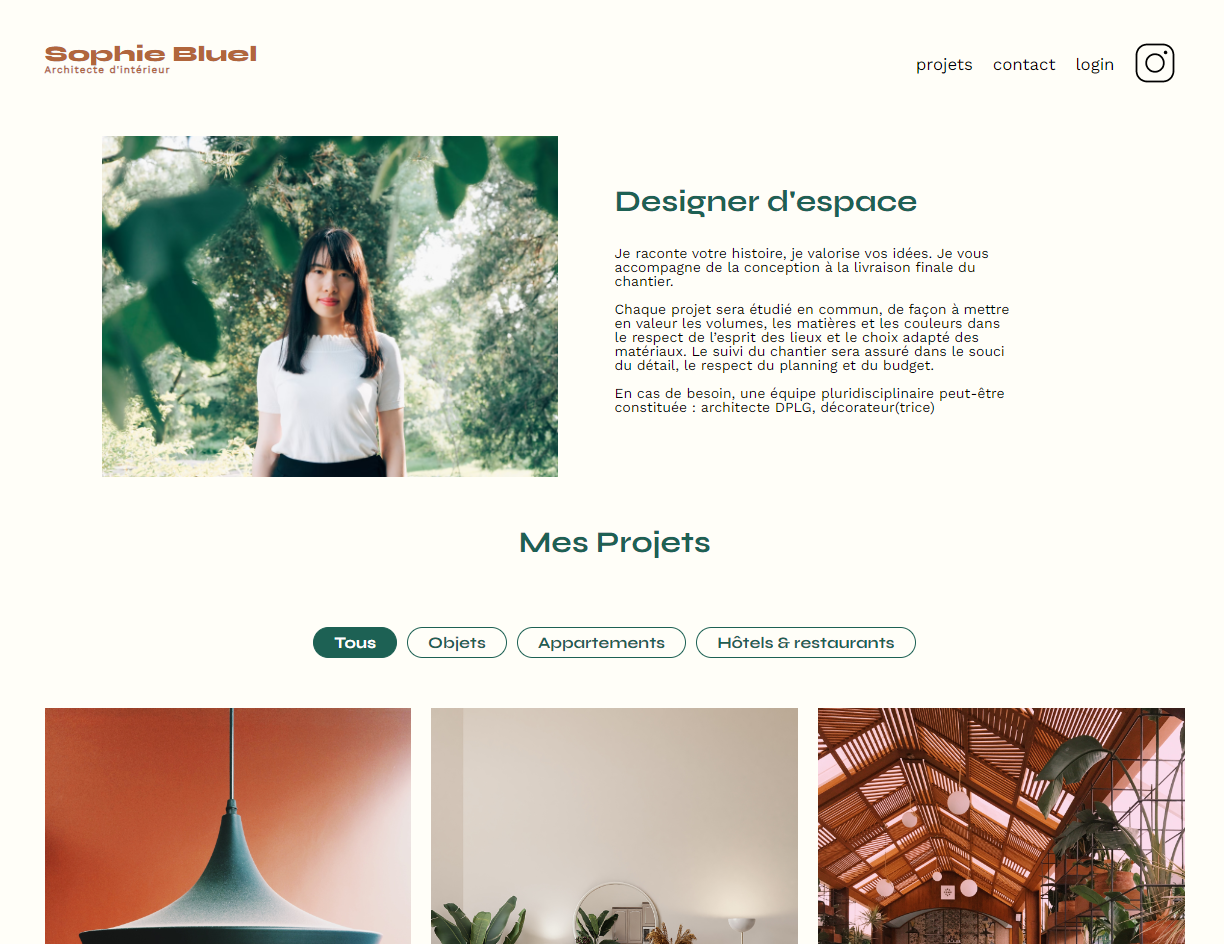 Sophie Bluel
Architecte d'intérieur
projets
contact
login
Designer d'espace
Je raconte votre histoire, je valorise vos idées. Je vous
accompagne de la conception à la livraison finale du
chantier.
Chaque projet sera étudié en commun, de façon à mettre
en valeur les volumes, les matières et les couleurs dans
le respect de l’esprit des lieux et le choix adapté des
matériaux. Le suivi du chantier sera assuré dans le souci
du détail, le respect du planning et du budget.
En cas de besoin, une équipe pluridisciplinaire peut-être
constituée : architecte DPLG, décorateur(trice)
Mes Projets
Tous
Objets
Appartements
Hôtels & restaurants